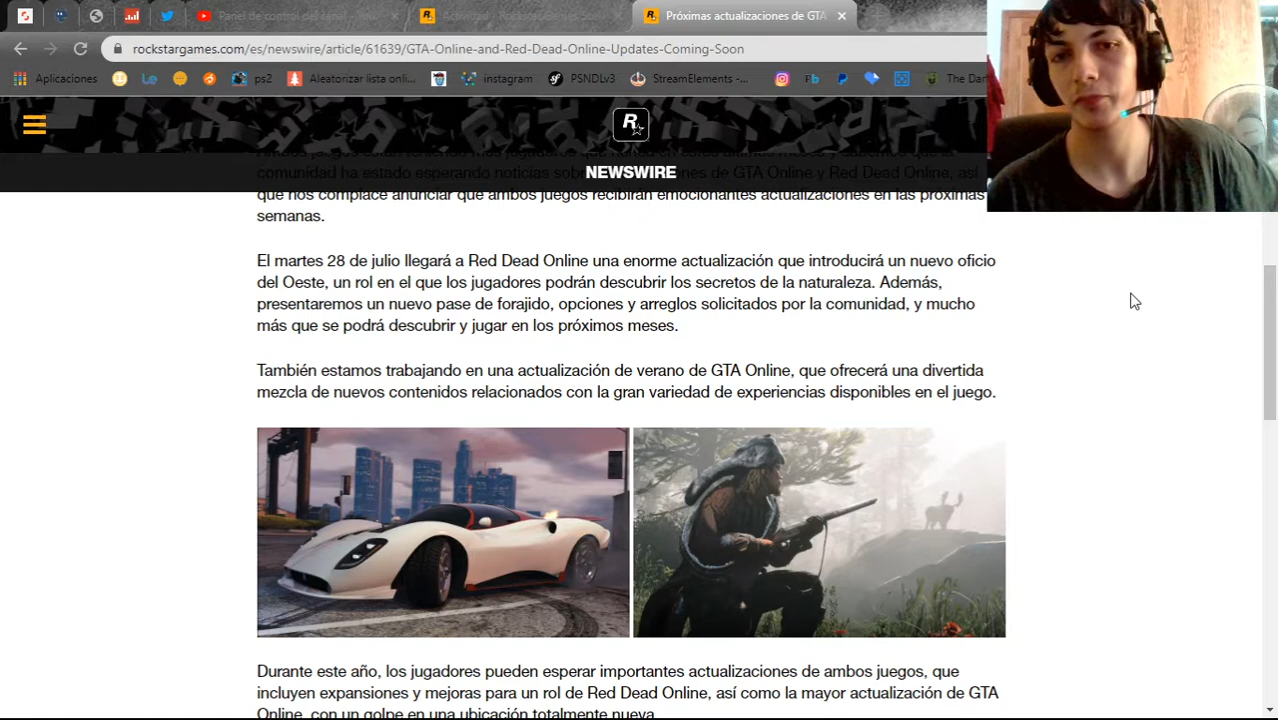 Panel de control del canal - Yo
Próximas actualizaciones de GTA
rockstargames.com/es/newswire/article/61639/GTA-Online-and-Red-Dead-Online-Updates-Coming-Soon
Aplicaciones
ps2
Aleatorizar lista onli...
instagram
PSNDLv3
StreamElements -...
The Dar
NEWSWIRE
comunidad ha estado esperando noticias de GTA Online y Red Dead Online, así
que nos complace anunciar que ambos juegos recibirán emocionantes actualizaciones en las próximas
semanas.
El martes 28 de julio llegará a Red Dead Online una enorme actualización que introducirá un nuevo oficio
del Oeste, un rol en el que los jugadores podrán descubrir los secretos de la naturaleza. Además,
presentaremos un nuevo pase de forajido, opciones y arreglos solicitados por la comunidad, y mucho
más que se podrá descubrir y jugar en los próximos meses.
También estamos trabajando en una actualización de verano de GTA Online, que ofrecerá una divertida
mezcla de nuevos contenidos relacionados con la gran variedad de experiencias disponibles en el juego.
Durante este año, los jugadores pueden esperar importantes actualizaciones de ambos juegos, que
incluyen expansiones y mejoras para un rol de Red Dead Online, así como la mayor actualización de GTA
Online, con un golpe en una ubicación totalmente nueva.